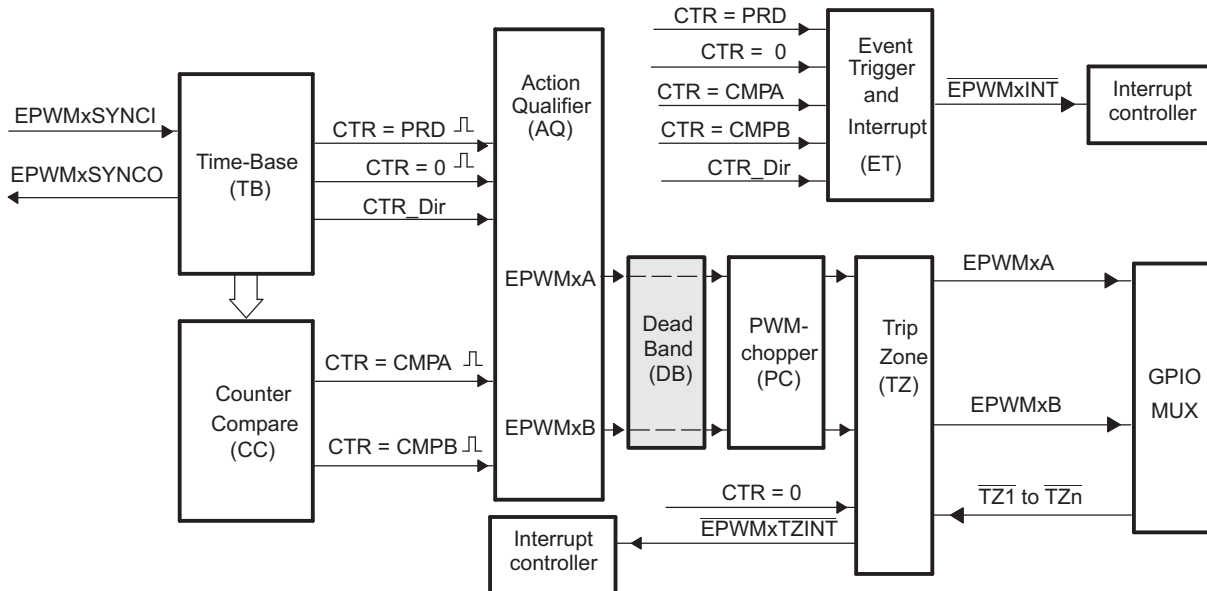 EPWMxSYNCI
EPWMxSYNCO
Time-Base
(TB)
CTR = PRD
CTR = 0
CTR_Dir
Counter
Compare
(CC)
CTR = CMPA
CTR = CMPB
Action
Qualifier
(AQ)
EPWMxA
EPWMxB
CTR = PRD
CTR = 0
CTR = CMPA
CTR = CMPB
CTR_Dir
Event
Trigger
and
Interrupt
(ET)
EPWMxINT
Interrupt
controller
Dead
Band
(DB)
PWM-
chopper
(PC)
Trip
Zone
(TZ)
EPWMxA
EPWMxB
TZ1 to TZn
GPIO
MUX
CTR = 0
EPWMxTZINT
Interrupt
controller